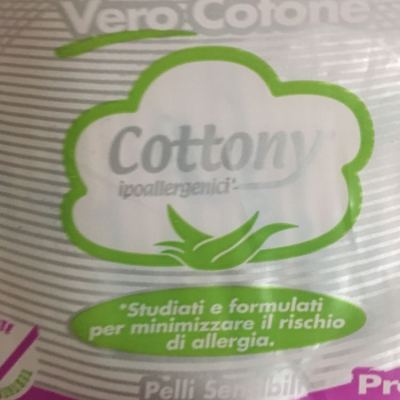 Vero Cotone
Cottony
ipoallergenici*
*Studiati e formulati
per minimizzare il rischio
di allergia.
Pelli Sensibili